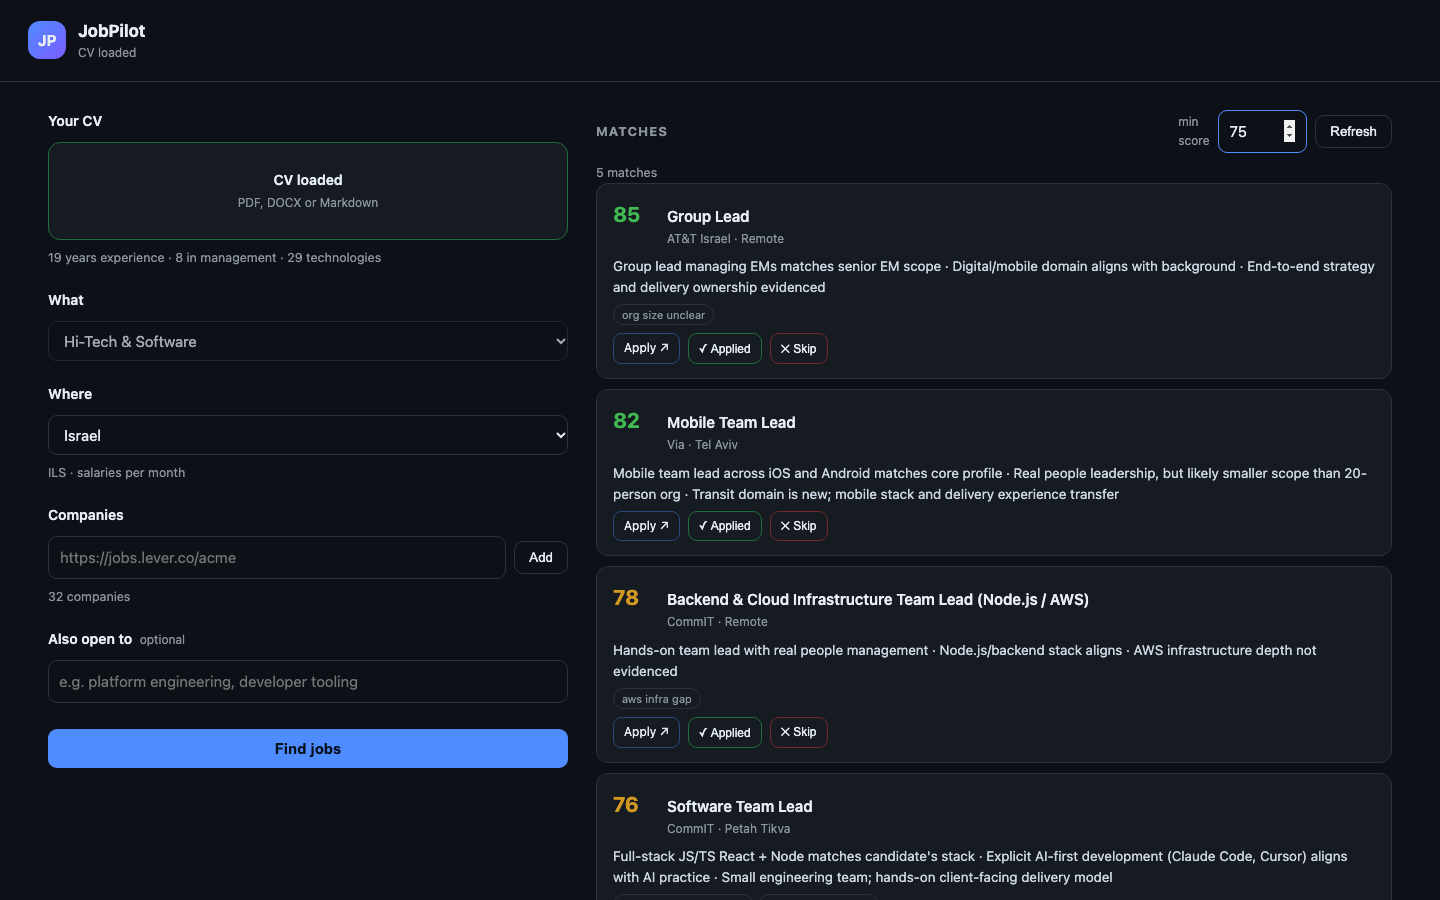 JP
JobPilot
CV loaded
Your CV
CV loaded
PDF, DOCX or Markdown
19 years experience · 8 in management · 29 technologies
What
Hi-Tech & Software
Where
Israel
ILS · salaries per month
Companies
https://jobs.lever.co/acme
Add
32 companies
Also open to optional
e.g. platform engineering, developer tooling
Find jobs
MATCHES
min
score
75
Refresh
5 matches
85
Group Lead
AT&T Israel · Remote
Group lead managing EMs matches senior EM scope · Digital/mobile domain aligns with background · End-to-end strategy
and delivery ownership evidenced
org size unclear
Apply ↗
✓ Applied
✕ Skip
82
Mobile Team Lead
Via · Tel Aviv
Mobile team lead across iOS and Android matches core profile · Real people leadership, but likely smaller scope than 20-
person org · Transit domain is new; mobile stack and delivery experience transfer
Apply ↗
✓ Applied
✕ Skip
78
Backend & Cloud Infrastructure Team Lead (Node.js / AWS)
CommIT · Remote
Hands-on team lead with real people management · Node.js/backend stack aligns · AWS infrastructure depth not
evidenced
aws infra gap
Apply ↗
✓ Applied
✕ Skip
76
Software Team Lead
CommIT · Petah Tikva
Full-stack JS/TS React + Node matches candidate's stack · Explicit AI-first development (Claude Code, Cursor) aligns
with AI practice · Small engineering team; hands-on client-facing delivery model